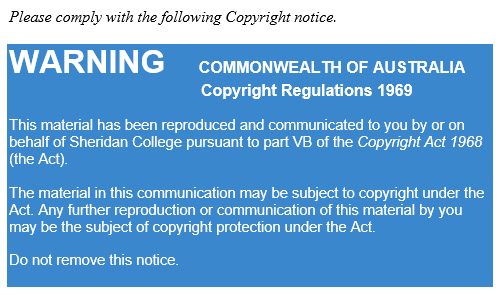 Please comply with the following Copyright notice.
WARNING COMMONWEALTH OF AUSTRALIA
Copyright Regulations 1969
This material has been reproduced and communicated to you by or on
behalf of Sheridan College pursuant to part VB of the Copyright Act 1968
(the Act).
The material in this communication may be subject to copyright under the
Act. Any further reproduction or communication of this material by you
may be the subject of copyright protection under the Act.
Do not remove this notice.